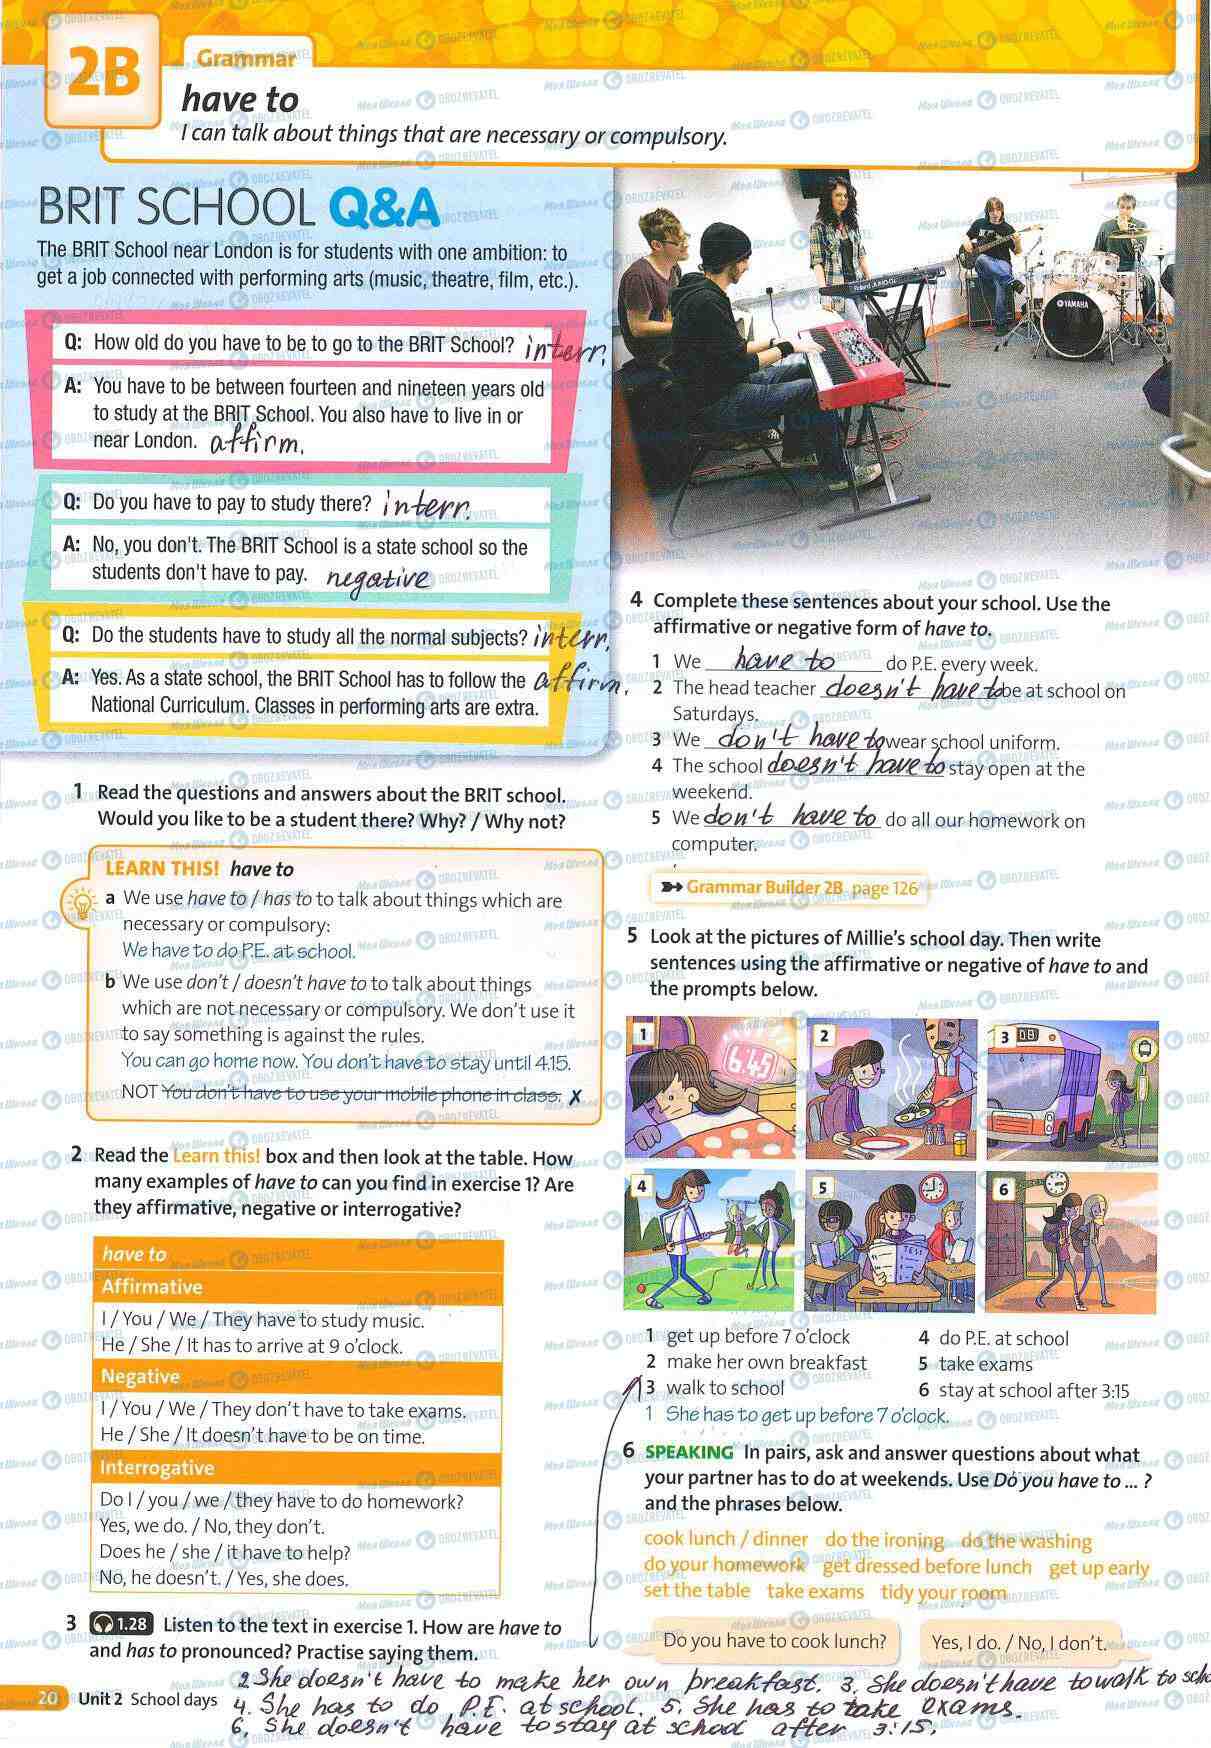 2B
Grammar
have to
I can talk about things that are necessary or compulsory.
BRIT SCHOOL Q&A
The BRIT School near London is for students with one ambition: to
get a job connected with performing arts (music, theatre, film, etc.).
Q: How old do you have to be to go to the BRIT School? interr.
A: You have to be between fourteen and nineteen years old
to study at the BRIT School. You also have to live in or
near London. affirm.
Q: Do you have to pay to study there? interr.
A: No, you don't. The BRIT School is a state school so the
students don't have to pay. negative
Q: Do the students have to study all the normal subjects? interr.
A: Yes. As a state school, the BRIT School has to follow the affirm.
National Curriculum. Classes in performing arts are extra.
1 Read the questions and answers about the BRIT school.
Would you like to be a student there? Why? / Why not?
LEARN THIS! have to
a We use have to / has to to talk about things which are
necessary or compulsory:
We have to do P.E. at school.
b We use don't / doesn't have to to talk about things
which are not necessary or compulsory. We don't use it
to say something is against the rules.
You can go home now. You don't have to stay until 4.15.
NOT You don't have to use your mobile phone in class. ✗
2 Read the Learn this! box and then look at the table. How
many examples of have to can you find in exercise 1? Are
they affirmative, negative or interrogative?
have to
Affirmative
I / You / We / They have to study music.
He / She / It has to arrive at 9 o'clock.
Negative
I / You / We / They don't have to take exams.
He / She / It doesn't have to be on time.
Interrogative
Do I / you / we / they have to do homework?
Yes, we do. / No, they don't.
Does he / she / it have to help?
No, he doesn't. / Yes, she does.
3 1.28 Listen to the text in exercise 1. How are have to
and has to pronounced? Practise saying them.
YAMAHA
4 Complete these sentences about your school. Use the
affirmative or negative form of have to.
1 We have to do P.E. every week.
2 The head teacher doesn't have to be at school on
Saturdays.
3 We don't have to wear school uniform.
4 The school doesn't have to stay open at the
weekend.
5 We don't have to do all our homework on
computer.
Grammar Builder 2B page 126
5 Look at the pictures of Millie's school day. Then write
sentences using the affirmative or negative of have to and
the prompts below.
1 6.45
2
3
4
5 TEST
6
1 get up before 7 o'clock
2 make her own breakfast
3 walk to school
4 do P.E. at school
5 take exams
6 stay at school after 3:15
1 She has to get up before 7 o'clock.
6 SPEAKING In pairs, ask and answer questions about what
your partner has to do at weekends. Use Do you have to ... ?
and the phrases below.
cook lunch / dinner do the ironing do the washing
do your homework get dressed before lunch get up early
set the table take exams tidy your room
Do you have to cook lunch?
Yes, I do. / No, I don't.
2. She doesn't have to make her own breakfast. 3. She doesn't have to walk to scho
4. She has to do P.E. at school. 5. She has to take exams.
6. She doesn't have to stay at school after 3:15.
20 Unit 2 School days
Моя Школа OBOZREVATEL